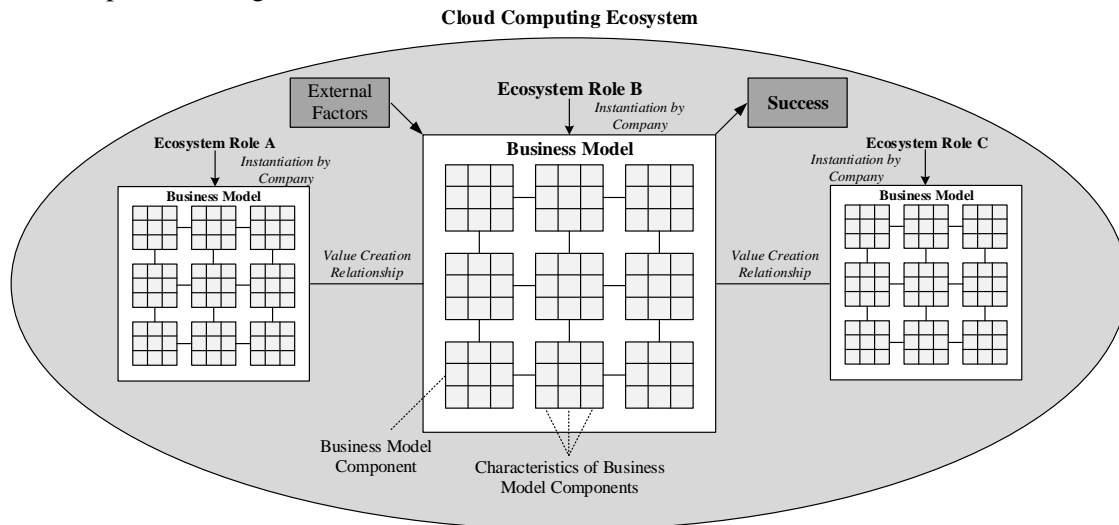 Cloud Computing Ecosystem
External
Factors
Ecosystem Role B
Instantiation by
Company
Success
Ecosystem Role A
Instantiation by
Company
Business Model
Business Model
Ecosystem Role C
Instantiation by
Company
Business Model
Value Creation
Relationship
Value Creation
Relationship
Business Model
Component
Characteristics of Business
Model Components